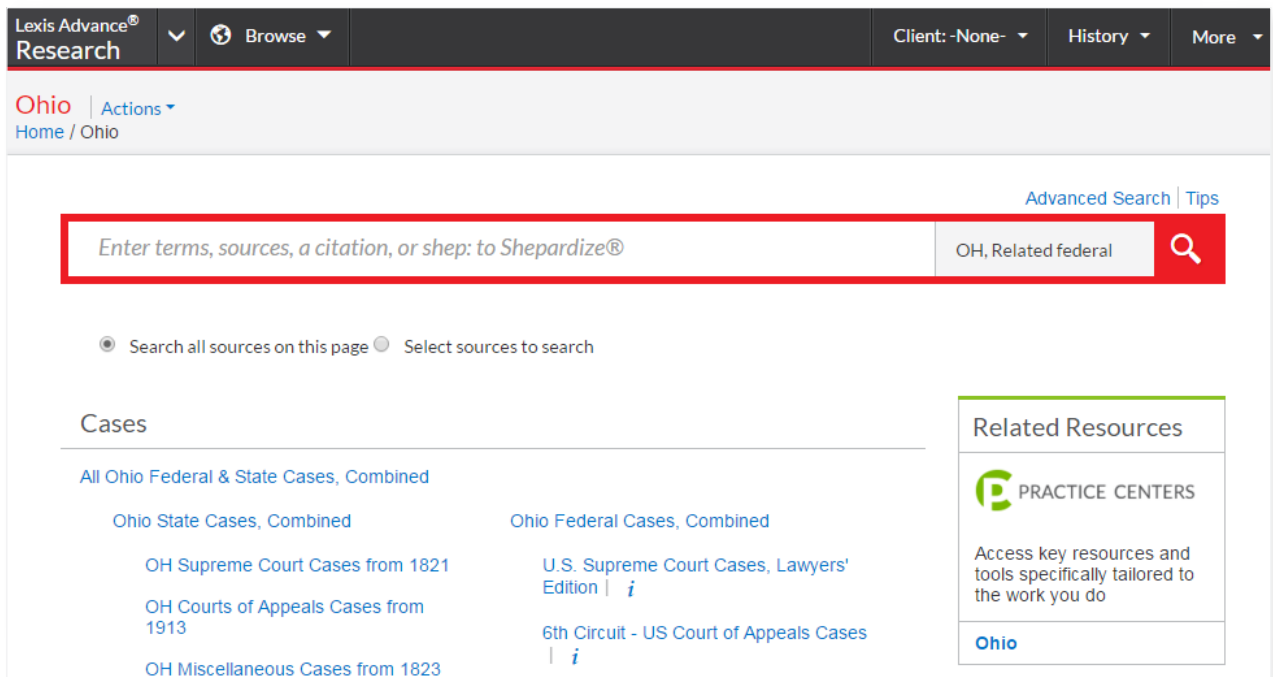 Lexis Advance®
Research
Browse
Client: -None-
History
More
Ohio | Actions
Home / Ohio
Advanced Search | Tips
Enter terms, sources, a citation, or shep: to Shepardize®
OH, Related federal
Search all sources on this page
Select sources to search
Cases
All Ohio Federal & State Cases, Combined
Ohio State Cases, Combined
OH Supreme Court Cases from 1821
OH Courts of Appeals Cases from
1913
OH Miscellaneous Cases from 1823
Ohio Federal Cases, Combined
U.S. Supreme Court Cases, Lawyers'
Edition | i
6th Circuit - US Court of Appeals Cases
| i
Related Resources
PRACTICE CENTERS
Access key resources and
tools specifically tailored to
the work you do
Ohio